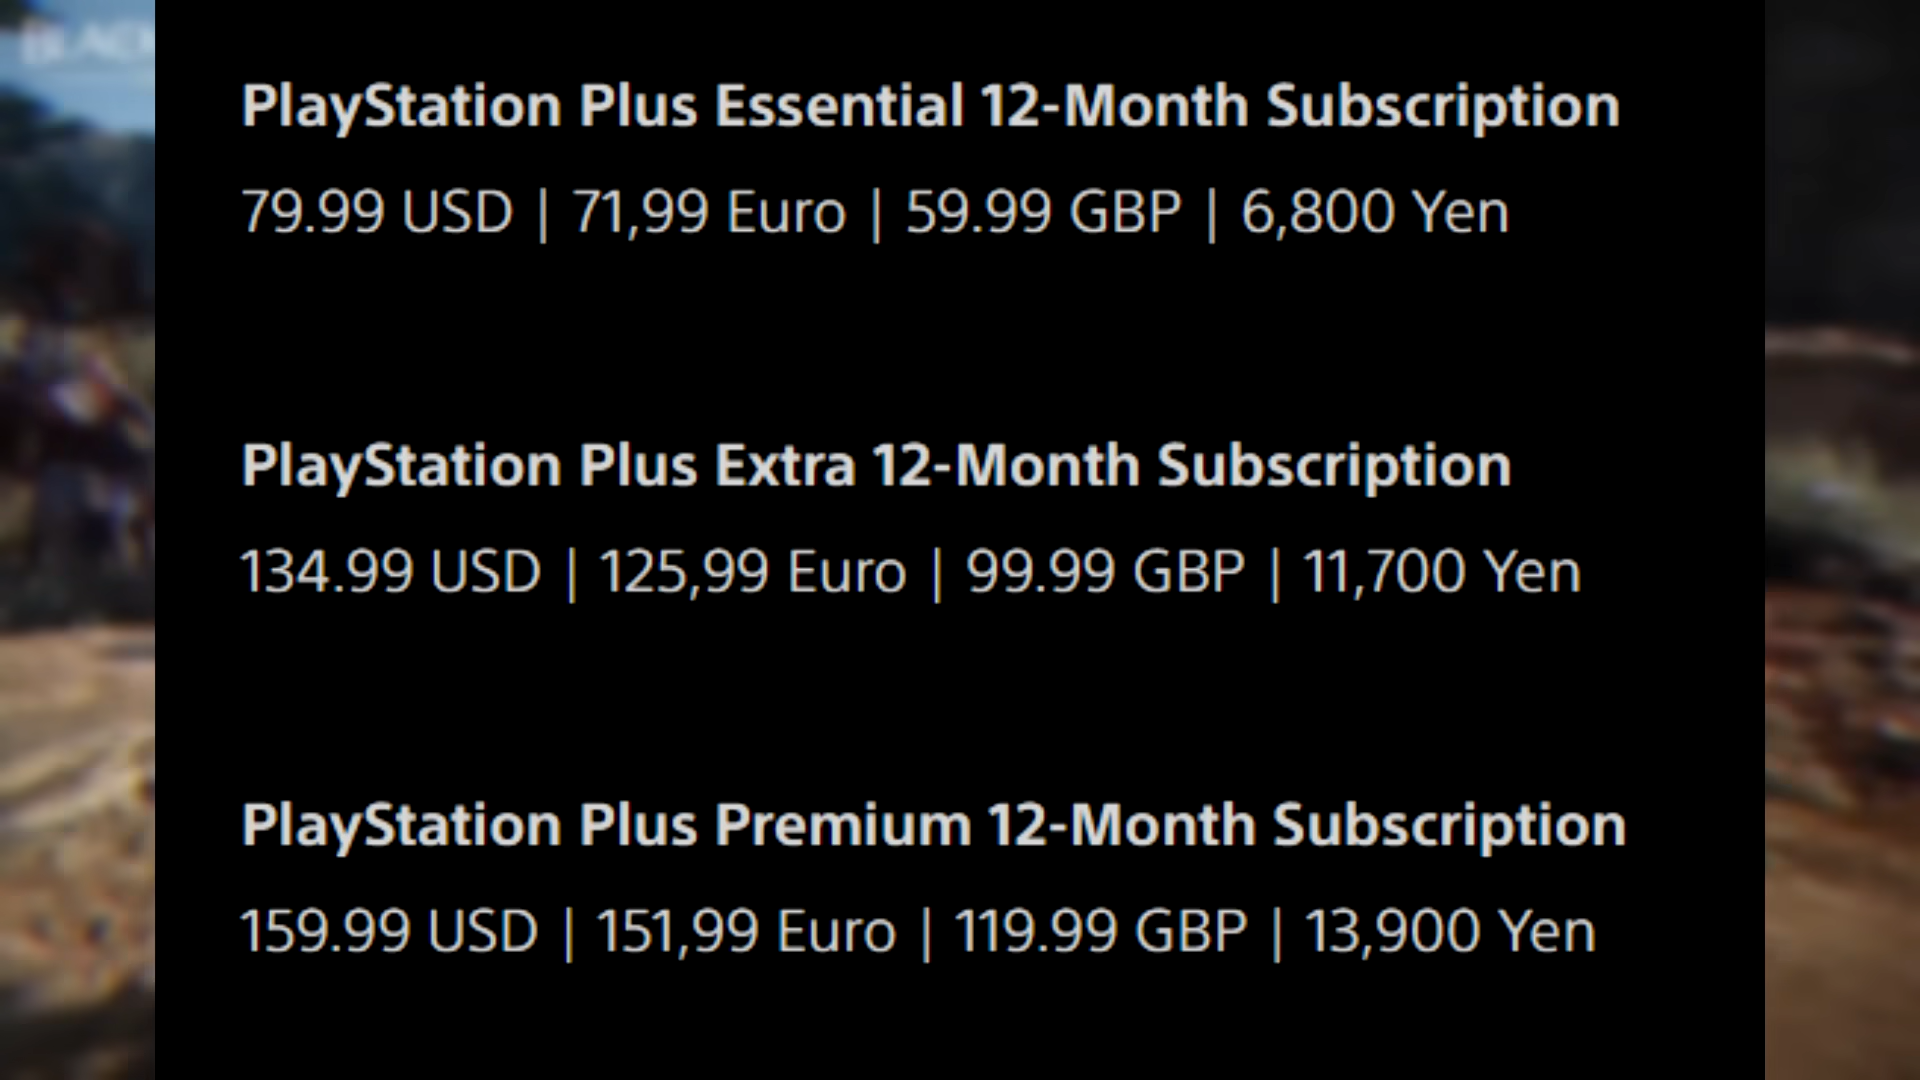 BLACK
PlayStation Plus Essential 12-Month Subscription
79.99 USD | 71,99 Euro | 59.99 GBP | 6,800 Yen
PlayStation Plus Extra 12-Month Subscription
134.99 USD | 125,99 Euro | 99.99 GBP | 11,700 Yen
PlayStation Plus Premium 12-Month Subscription
159.99 USD | 151,99 Euro | 119.99 GBP | 13,900 Yen